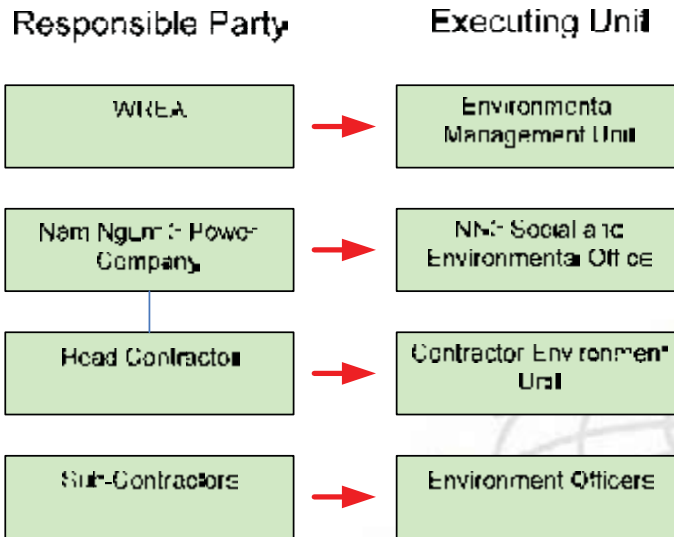 Responsible Party
Executing Unit
WREA
Environmental
Management Unit
Nam Ngum 3 Power
Company
NN3 Social and
Environmental Office
Head Contractor
Contractor Environment
Unit
Sub-Contractors
Environment Officers